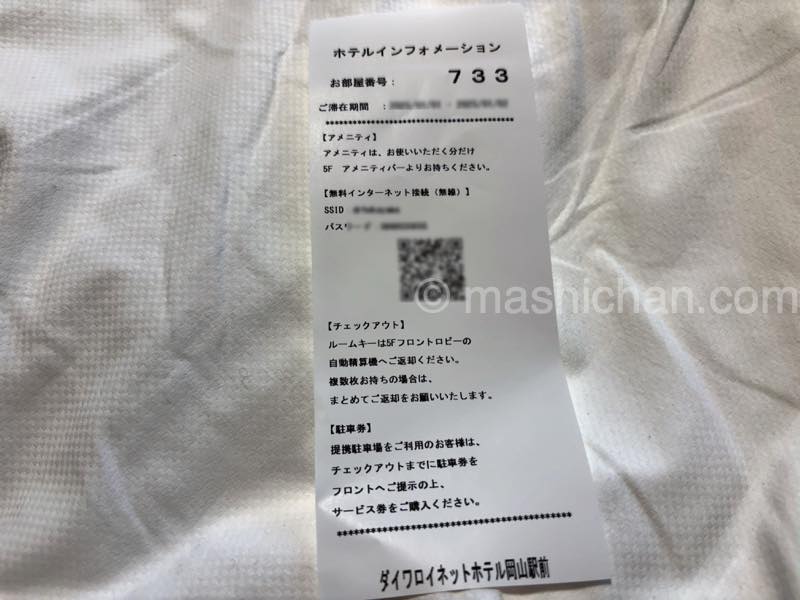 ホテルインフォメーション
お部屋番号： 733
ご滞在期間 ：
****************************************
【アメニティ】
アメニティは、お使いいただく分だけ
5F アメニティバーよりお持ちください。
【無料インターネット接続（無線）】
SSID
パスワード
© mashichan.com
【チェックアウト】
ルームキーは5Fフロントロビーの
自動精算機へご返却ください。
複数枚お持ちの場合は、
まとめてご返却をお願いいたします。
【駐車券】
提携駐車場をご利用のお客様は、
チェックアウトまでに駐車券を
フロントへご提示の上、
サービス券をご購入ください。
****************************************
ダイワロイネットホテル岡山駅前